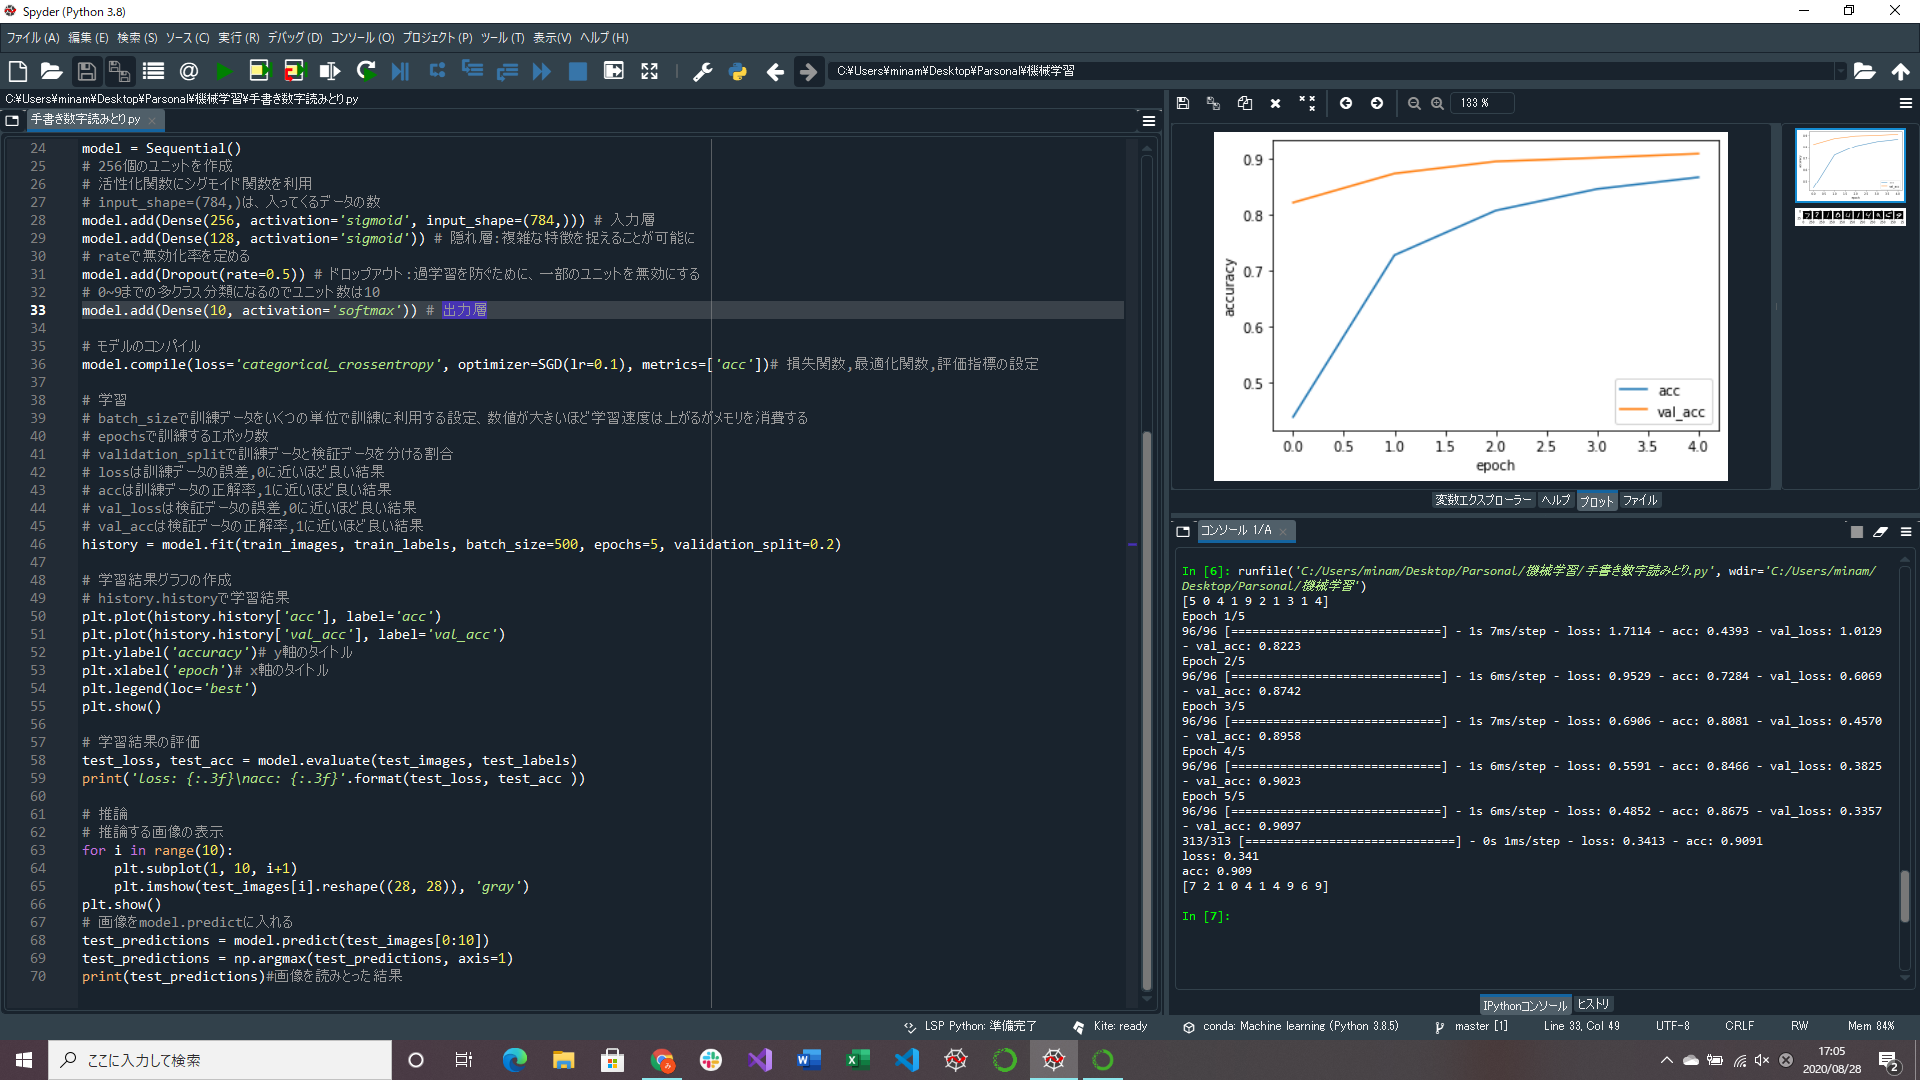 Spyder (Python 3.8)
ファイル (A) 編集 (E) 検索 (S) ソース (C) 実行 (R) デバッグ (D) コンソール (O) プロジェクト (P) ツール (T) 表示(V) ヘルプ (H)
C:¥Users¥minam¥Desktop¥Parsonal¥機械学習
C:¥Users¥minam¥Desktop¥Parsonal¥機械学習¥手書き数字読みとり.py
手書き数字読みとり.py
24 model = Sequential()
25 # 256個のユニットを作成
26 # 活性化関数にシグモイド関数を利用
27 # input_shape=(784,)は、入ってくるデータの数
28 model.add(Dense(256, activation='sigmoid', input_shape=(784,))) # 入力層
29 model.add(Dense(128, activation='sigmoid')) # 隠れ層:複雑な特徴を捉えることが可能に
30 # rateで無効化率を定める
31 model.add(Dropout(rate=0.5)) # ドロップアウト:過学習を防ぐために、一部のユニットを無効にする
32 # 0~9までの多クラス分類になるのでユニット数は10
33 model.add(Dense(10, activation='softmax')) # 出力層
34
35 # モデルのコンパイル
36 model.compile(loss='categorical_crossentropy', optimizer=SGD(lr=0.1), metrics=['acc'])# 損失関数,最適化関数,評価指標の設定
37
38 # 学習
39 # batch_sizeで訓練データをいくつの単位で訓練に利用する設定、数値が大きいほど学習速度は上がるがメモリを消費する
40 # epochsで訓練するエポック数
41 # validation_splitで訓練データと検証データを分ける割合
42 # lossは訓練データの誤差,0に近いほど良い結果
43 # accは訓練データの正解率,1に近いほど良い結果
44 # val_lossは検証データの誤差,0に近いほど良い結果
45 # val_accは検証データの正解率,1に近いほど良い結果
46 history = model.fit(train_images, train_labels, batch_size=500, epochs=5, validation_split=0.2)
47
48 # 学習結果グラフの作成
49 # history.historyで学習結果
50 plt.plot(history.history['acc'], label='acc')
51 plt.plot(history.history['val_acc'], label='val_acc')
52 plt.ylabel('accuracy')# y軸のタイトル
53 plt.xlabel('epoch')# x軸のタイトル
54 plt.legend(loc='best')
55 plt.show()
56
57 # 学習結果の評価
58 test_loss, test_acc = model.evaluate(test_images, test_labels)
59 print('loss: {:.3f}\nacc: {:.3f}'.format(test_loss, test_acc ))
60
61 # 推論
62 # 推論する画像の表示
63 for i in range(10):
64 plt.subplot(1, 10, i+1)
65 plt.imshow(test_images[i].reshape((28, 28)), 'gray')
66 plt.show()
67 # 画像をmodel.predictに入れる
68 test_predictions = model.predict(test_images[0:10])
69 test_predictions = np.argmax(test_predictions, axis=1)
70 print(test_predictions)#画像を読みとった結果
133 %
0.9
0.8
0.7
0.6
0.5
accuracy
acc
val_acc
0.0 0.5 1.0 1.5 2.0 2.5 3.0 3.5 4.0
epoch
変数エクスプローラー ヘルプ プロット ファイル
コンソール 1/A
In [6]: runfile('C:/Users/minam/Desktop/Parsonal/機械学習/手書き数字読みとり.py', wdir='C:/Users/minam/
Desktop/Parsonal/機械学習')
[5 0 4 1 9 2 1 3 1 4]
Epoch 1/5
96/96 [==============================] - 1s 7ms/step - loss: 1.7114 - acc: 0.4393 - val_loss: 1.0129
- val_acc: 0.8223
Epoch 2/5
96/96 [==============================] - 1s 6ms/step - loss: 0.9529 - acc: 0.7284 - val_loss: 0.6069
- val_acc: 0.8742
Epoch 3/5
96/96 [==============================] - 1s 7ms/step - loss: 0.6906 - acc: 0.8081 - val_loss: 0.4570
- val_acc: 0.8958
Epoch 4/5
96/96 [==============================] - 1s 6ms/step - loss: 0.5591 - acc: 0.8466 - val_loss: 0.3825
- val_acc: 0.9023
Epoch 5/5
96/96 [==============================] - 1s 6ms/step - loss: 0.4852 - acc: 0.8675 - val_loss: 0.3357
- val_acc: 0.9097
313/313 [==============================] - 0s 1ms/step - loss: 0.3413 - acc: 0.9091
loss: 0.341
acc: 0.909
[7 2 1 0 4 1 4 9 6 9]
In [7]:
IPythonコンソール ヒストリ
LSP Python: 準備完了 Kite: ready conda: Machine learning (Python 3.8.5) master [1] Line 33, Col 49 UTF-8 CRLF RW Mem 84%
ここに入力して検索
17:05
2020/08/28
2